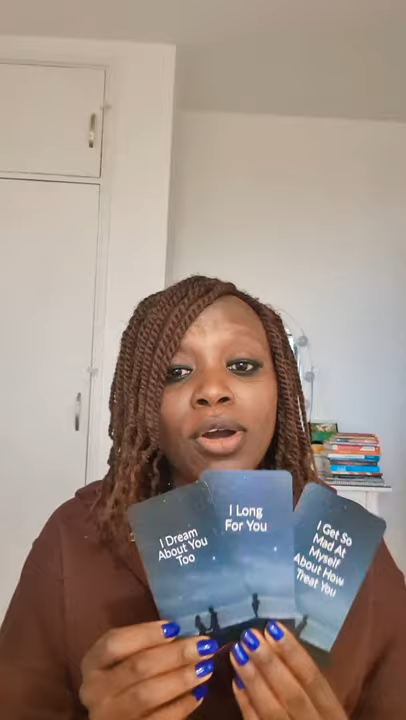 I Dream
About You
Too
I Long
For You
I Get So
Mad At
Myself
About How
Treat You